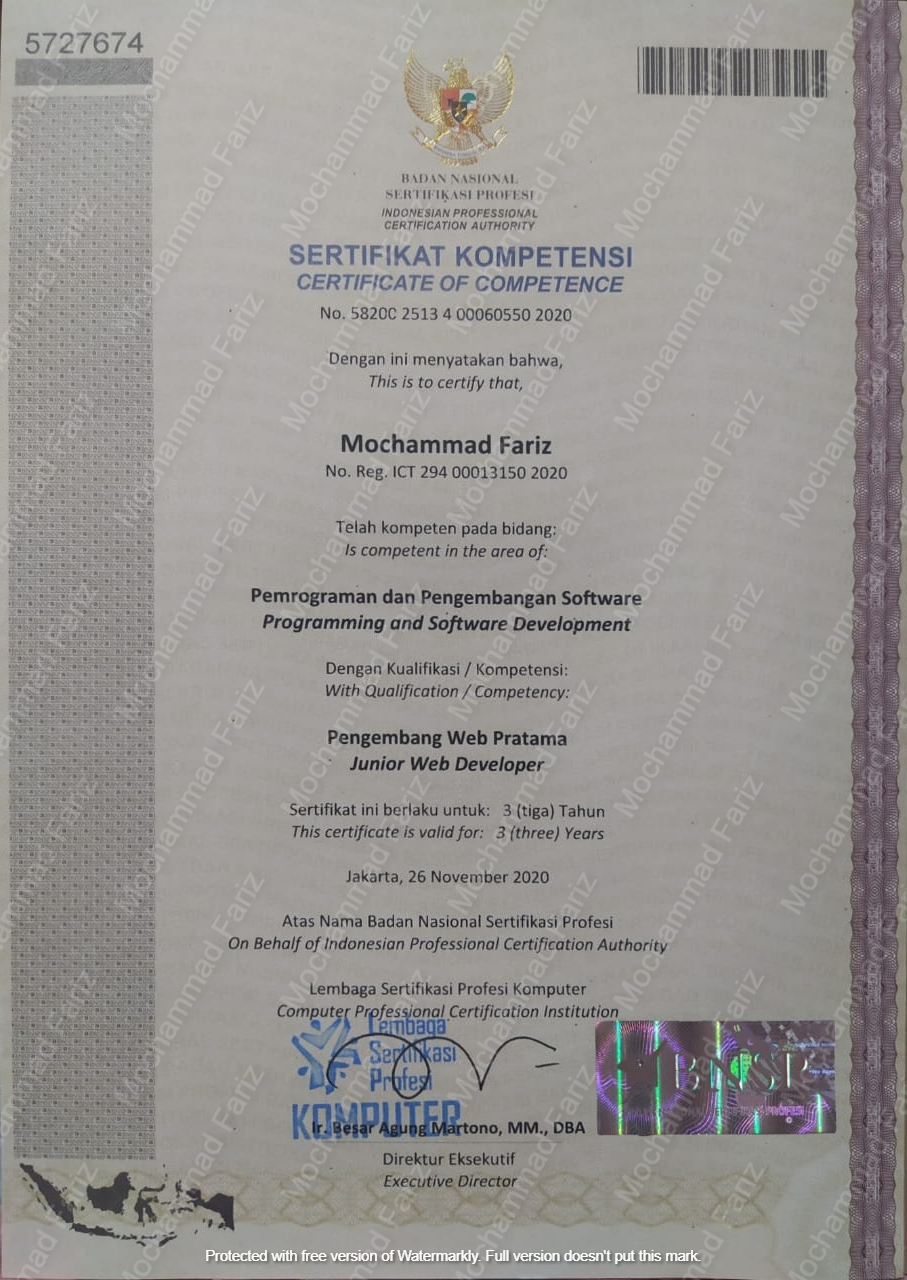 5727674
BADAN NASIONAL
SERTIFIKASI PROFESI
INDONESIAN PROFESSIONAL
CERTIFICATION AUTHORITY
SERTIFIKAT KOMPETENSI
CERTIFICATE OF COMPETENCE
No. 5820C 2513 4 00060550 2020
Dengan ini menyatakan bahwa,
This is to certify that,
Mochammad Fariz
No. Reg. ICT 294 00013150 2020
Telah kompeten pada bidang:
Is competent in the area of:
Pemrograman dan Pengembangan Software
Programming and Software Development
Dengan Kualifikasi / Kompetensi:
With Qualification / Competency:
Pengembang Web Pratama
Junior Web Developer
Sertifikat ini berlaku untuk: 3 (tiga) Tahun
This certificate is valid for: 3 (three) Years
Jakarta, 26 November 2020
Atas Nama Badan Nasional Sertifikasi Profesi
On Behalf of Indonesian Professional Certification Authority
Lembaga Sertifikasi Profesi Komputer
Computer Professional Certification Institution
Lembaga
Sertifikasi
Profesi
KOMPUTER
BNSP
Ir. Besar Agung Martono, MM., DBA
Direktur Eksekutif
Executive Director
Mochammad Fariz
Protected with free version of Watermarkly. Full version doesn't put this mark.